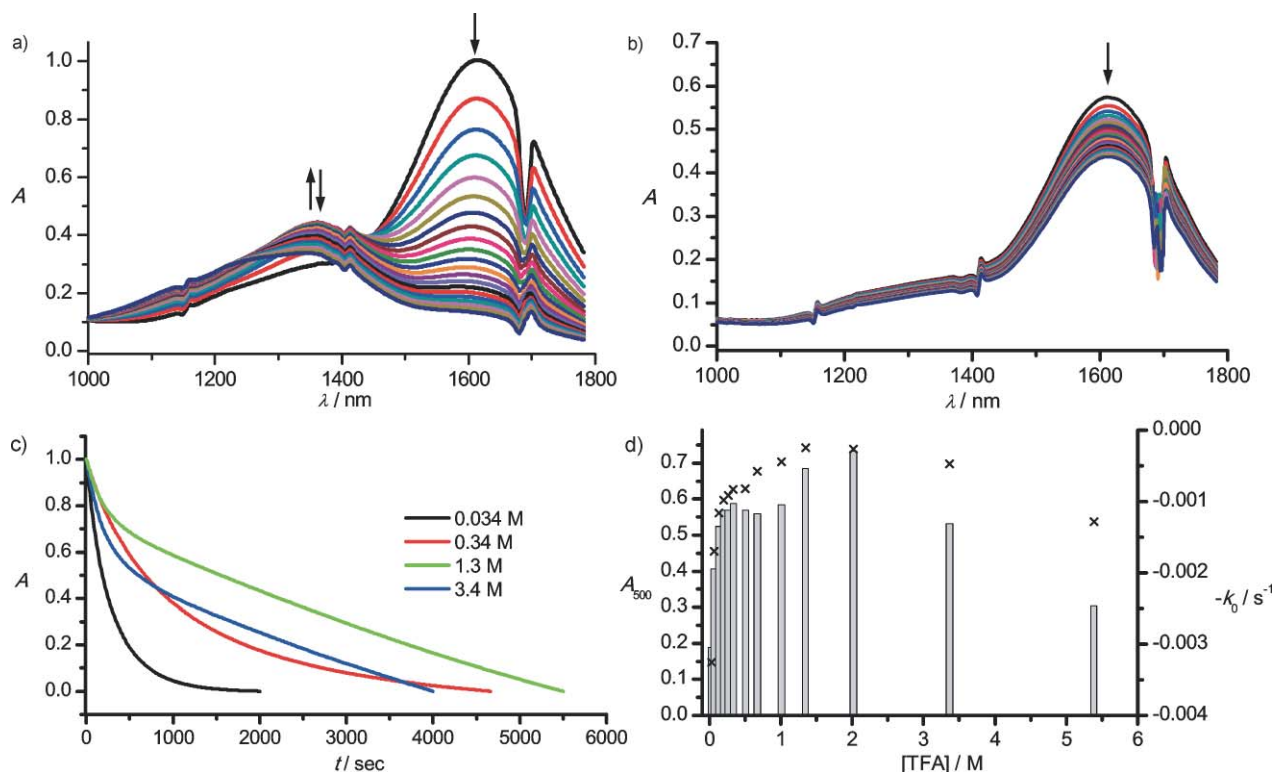 a)
1.0
0.8
0.6
A
0.4
0.2
0.0
1000 1200 1400 1600 1800
λ / nm
b)
0.7
0.6
0.5
0.4
A
0.3
0.2
0.1
0.0
1000 1200 1400 1600 1800
λ / nm
c)
1.0
0.8
0.6
A
0.4
0.2
0.0
0.034 M
0.34 M
1.3 M
3.4 M
0 1000 2000 3000 4000 5000 6000
t / sec
d)
0.7
0.6
0.5
0.4
A500
0.3
0.2
0.1
0.0
0 1 2 3 4 5 6
[TFA] / M
0.000
-0.001
-0.002
-k0 / s-1
-0.003
-0.004